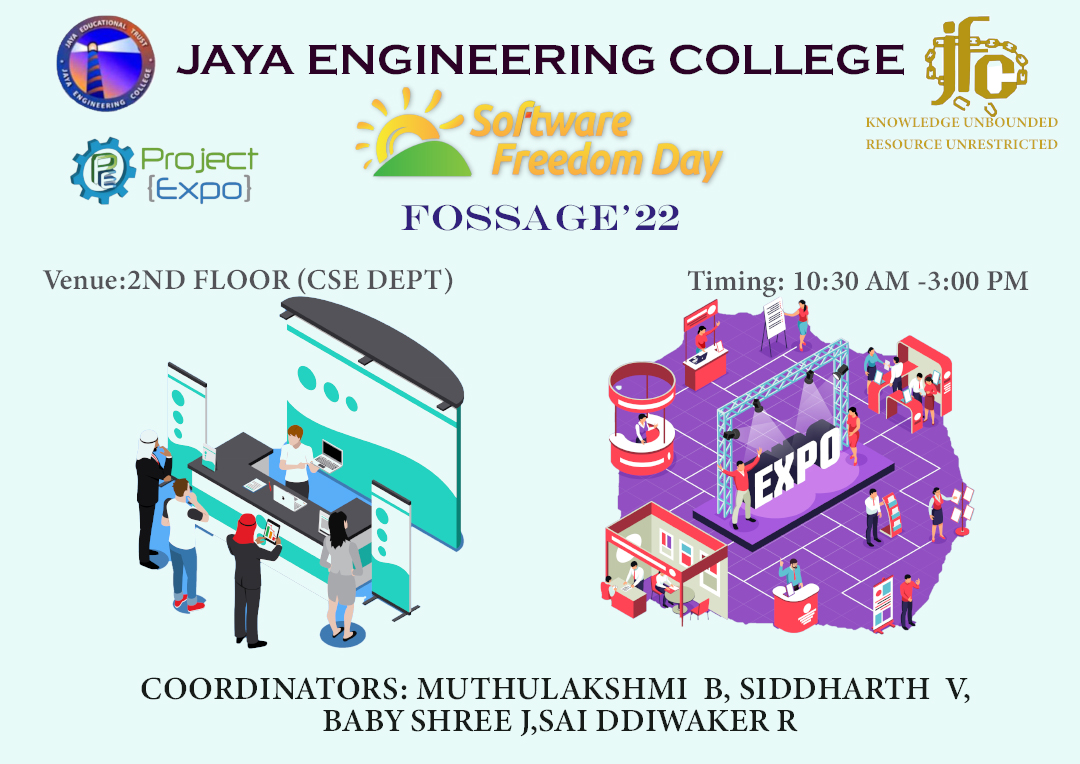 JAYA EDUCATIONAL TRUST
JAYA ENGINEERING COLLEGE
JAYA ENGINEERING COLLEGE
jfc
KNOWLEDGE UNBOUNDED
RESOURCE UNRESTRICTED
Software
Freedom Day
Project
{Expo}
FOSSAGE’22
Venue:2ND FLOOR (CSE DEPT)
Timing: 10:30 AM -3:00 PM
EXPO
COORDINATORS: MUTHULAKSHMI B, SIDDHARTH V,
BABY SHREE J,SAI DDIWAKER R